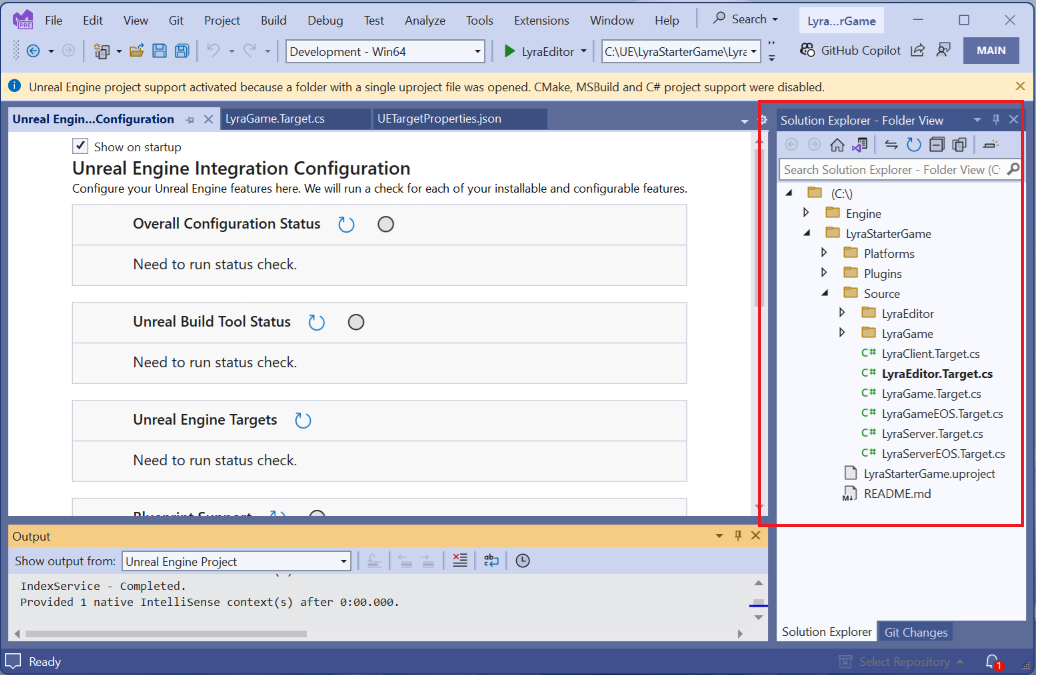 File Edit View Git Project Build Debug Test Analyze Tools Extensions Window Help Search Lyra...rGame
Development - Win64 LyraEditor C:\UE\LyraStarterGame\Lyra GitHub Copilot MAIN
Unreal Engine project support activated because a folder with a single uproject file was opened. CMake, MSBuild and C# project support were disabled.
Unreal Engin...Configuration LyraGame.Target.cs UETargetProperties.json
Show on startup
Unreal Engine Integration Configuration
Configure your Unreal Engine features here. We will run a check for each of your installable and configurable features.
Overall Configuration Status
Need to run status check.
Unreal Build Tool Status
Need to run status check.
Unreal Engine Targets
Need to run status check.
Blueprint Support
Output
Show output from: Unreal Engine Project
IndexService - Completed.
Provided 1 native IntelliSense context(s) after 0:00.000.
Solution Explorer - Folder View
Search Solution Explorer - Folder View (C
(C:\)
Engine
LyraStarterGame
Platforms
Plugins
Source
LyraEditor
LyraGame
C# LyraClient.Target.cs
C# LyraEditor.Target.cs
C# LyraGame.Target.cs
C# LyraGameEOS.Target.cs
C# LyraServer.Target.cs
C# LyraServerEOS.Target.cs
LyraStarterGame.uproject
M↓ README.md
Solution Explorer Git Changes
Ready Select Repository 1